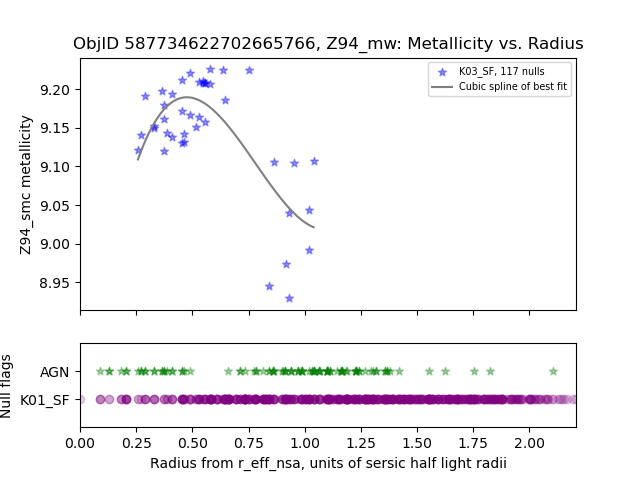 ObjID 587734622702665766, Z94_mw: Metallicity vs. Radius
K03_SF, 117 nulls
Cubic spline of best fit
9.20
9.15
9.10
9.05
9.00
8.95
Z94_smc metallicity
AGN
K01_SF
Null flags
0.00 0.25 0.50 0.75 1.00 1.25 1.50 1.75 2.00
Radius from r_eff_nsa, units of sersic half light radii